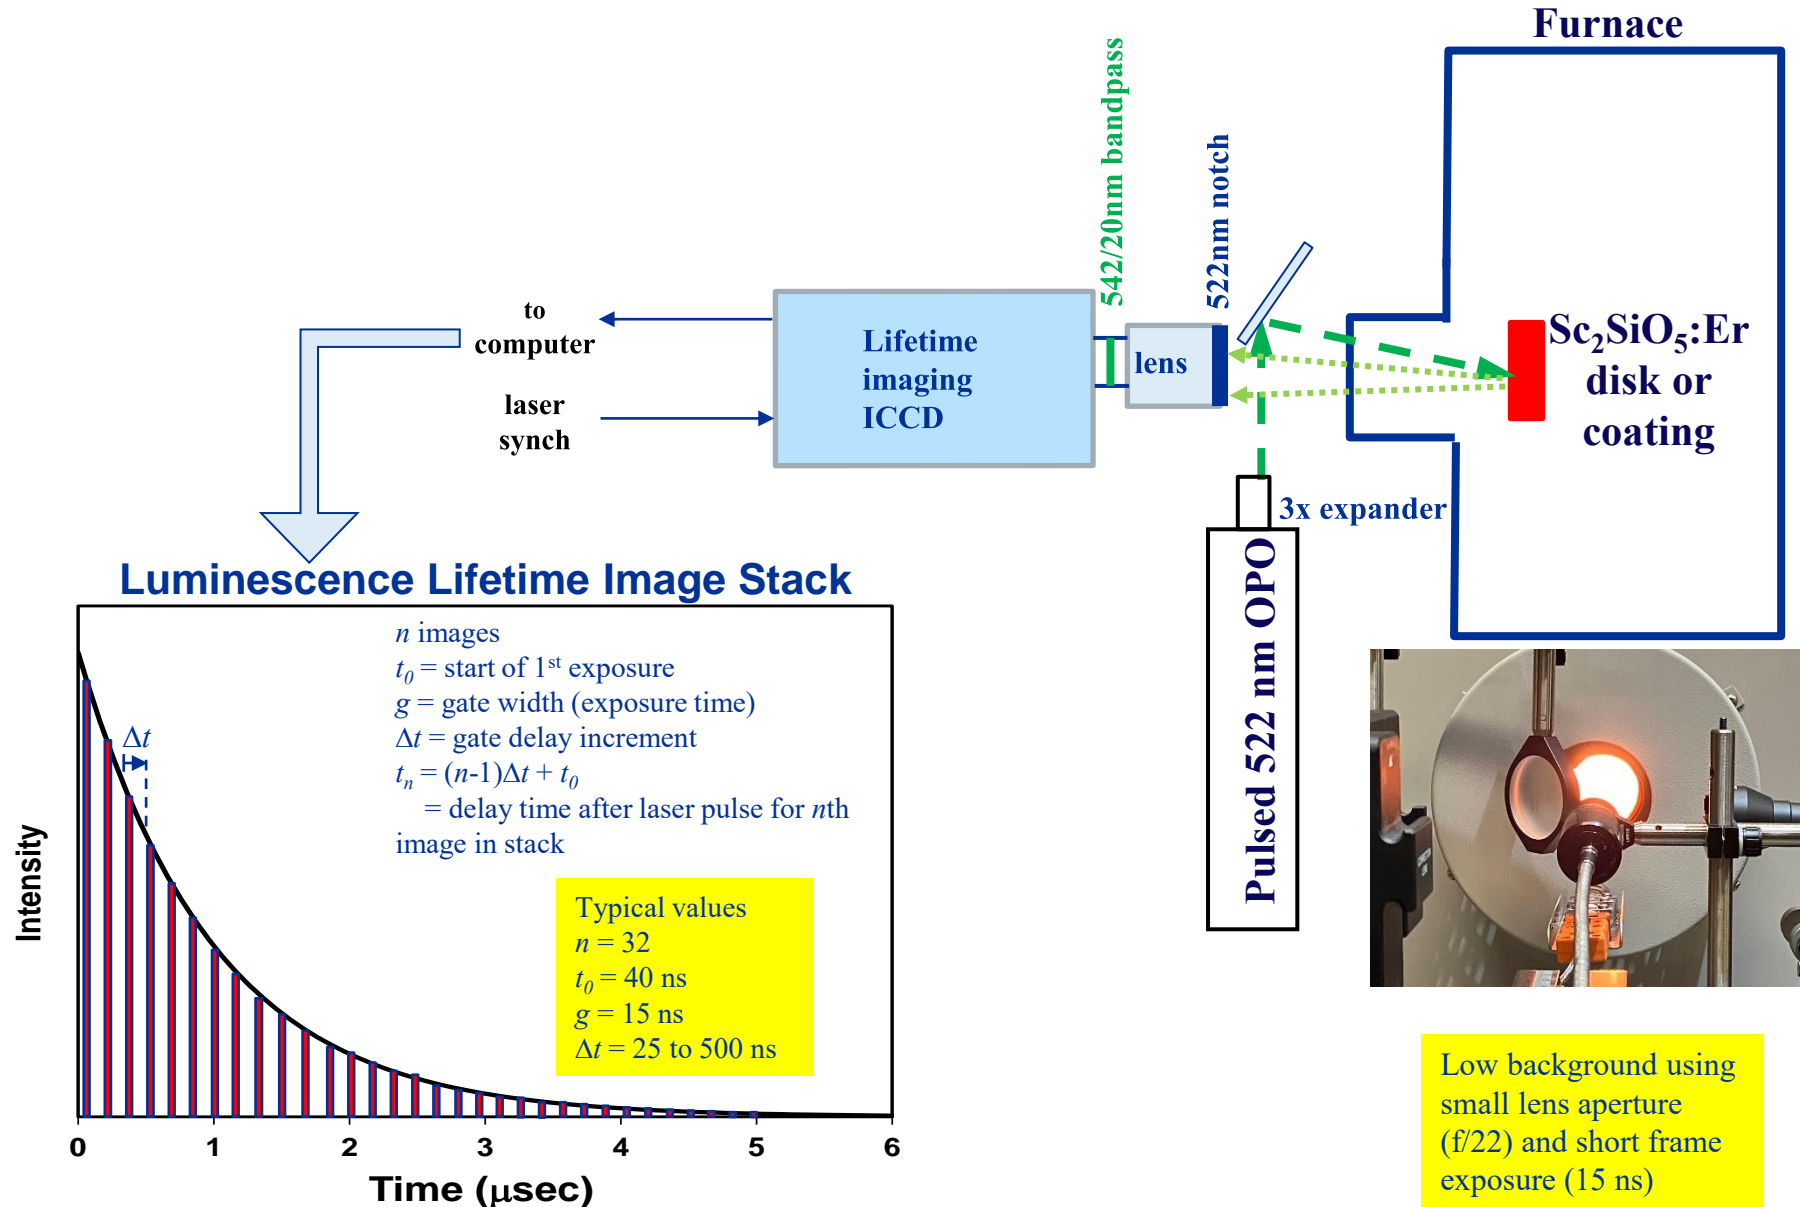 Furnace
542/20nm bandpass
522nm notch
to
computer
laser
synch
Lifetime
imaging
ICCD
lens
Sc₂SiO₅:Er
disk or
coating
3x expander
Pulsed 522 nm OPO
Luminescence Lifetime Image Stack
n images
t₀ = start of 1ˢᵗ exposure
g = gate width (exposure time)
Δt = gate delay increment
tₙ = (n-1)Δt + t₀
= delay time after laser pulse for nth
image in stack
Δt
Typical values
n = 32
t₀ = 40 ns
g = 15 ns
Δt = 25 to 500 ns
Intensity
0 1 2 3 4 5 6
Time (μsec)
Low background using
small lens aperture
(f/22) and short frame
exposure (15 ns)